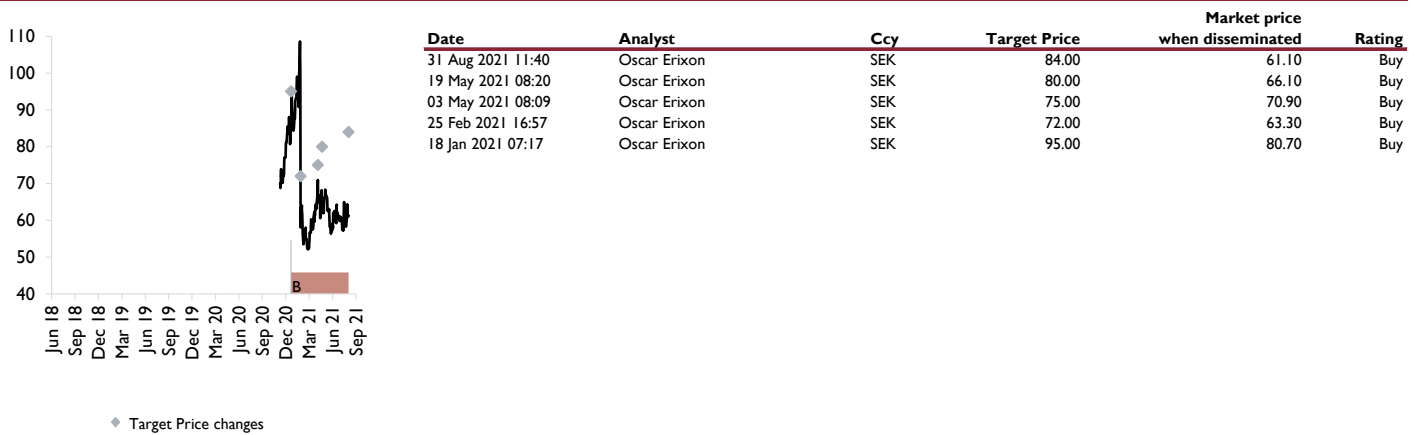 110
100
90
80
70
60
50
40
B
Jun 18
Sep 18
Dec 18
Mar 19
Jun 19
Sep 19
Dec 19
Mar 20
Jun 20
Sep 20
Dec 20
Mar 21
Jun 21
Sep 21
Target Price changes
Market price
Date Analyst Ccy Target Price when disseminated Rating
31 Aug 2021 11:40 Oscar Erixon SEK 84.00 61.10 Buy
19 May 2021 08:20 Oscar Erixon SEK 80.00 66.10 Buy
03 May 2021 08:09 Oscar Erixon SEK 75.00 70.90 Buy
25 Feb 2021 16:57 Oscar Erixon SEK 72.00 63.30 Buy
18 Jan 2021 07:17 Oscar Erixon SEK 95.00 80.70 Buy